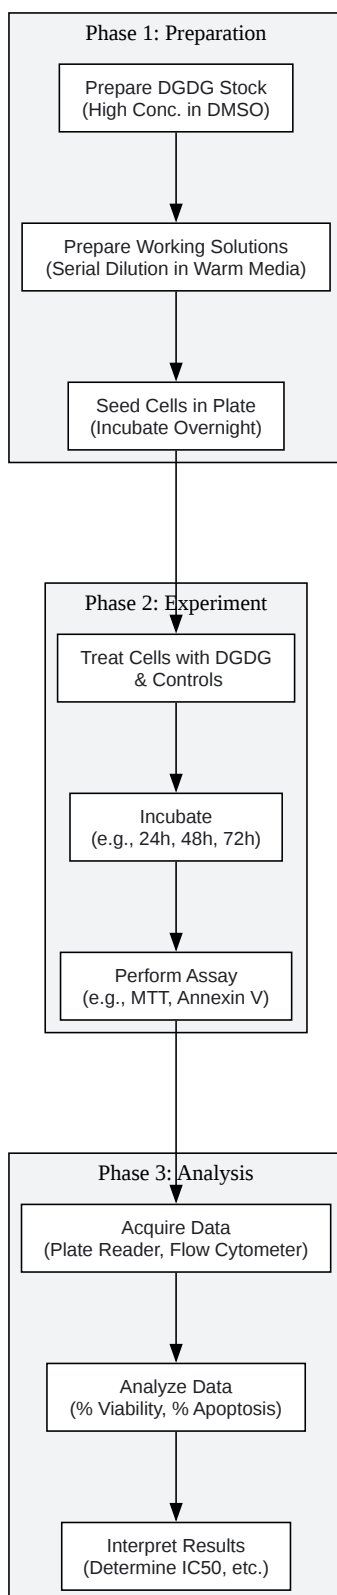 Phase 1: Preparation
Prepare DGDG Stock
(High Conc. in DMSO)
Prepare Working Solutions
(Serial Dilution in Warm Media)
Seed Cells in Plate
(Incubate Overnight)
Phase 2: Experiment
Treat Cells with DGDG
& Controls
Incubate
(e.g., 24h, 48h, 72h)
Perform Assay
(e.g., MTT, Annexin V)
Phase 3: Analysis
Acquire Data
(Plate Reader, Flow Cytometer)
Analyze Data
(% Viability, % Apoptosis)
Interpret Results
(Determine IC50, etc.)